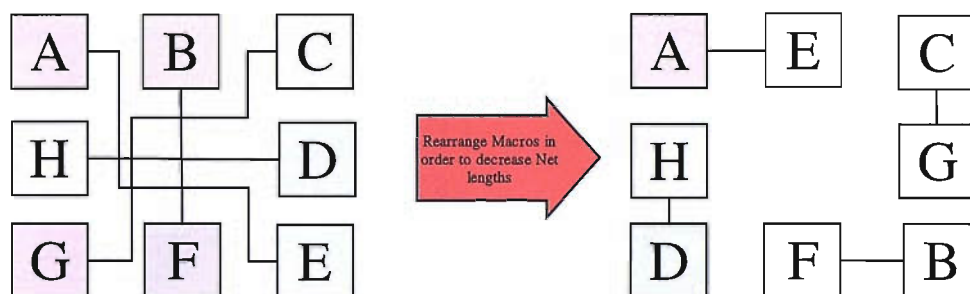 A B C A E C
Rearrange Macros in
order to decrease Net
lengths
H D H G
G F E D F B